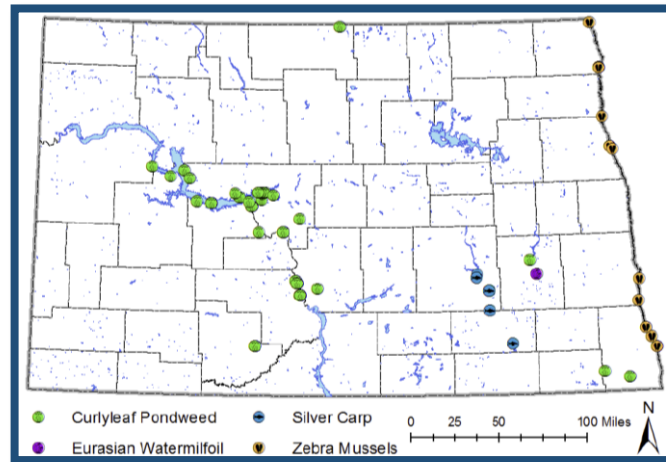 Curlyleaf Pondweed
Silver Carp
0 25 50 100 Miles
N
Eurasian Watermilfoil
Zebra Mussels